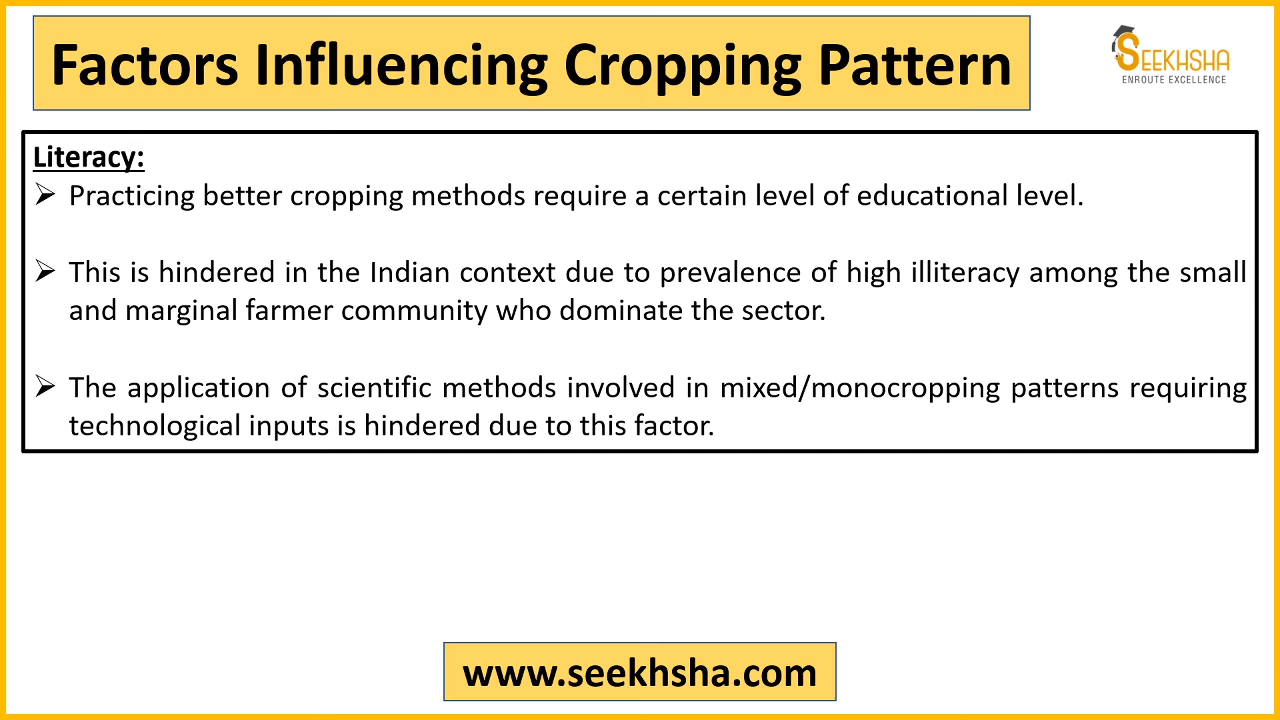 Factors Influencing Cropping Pattern
SEEKHSHA
ENROUTE EXCELLENCE
Literacy:
➢ Practicing better cropping methods require a certain level of educational level.
➢ This is hindered in the Indian context due to prevalence of high illiteracy among the small
and marginal farmer community who dominate the sector.
➢ The application of scientific methods involved in mixed/monocropping patterns requiring
technological inputs is hindered due to this factor.
www.seekhsha.com